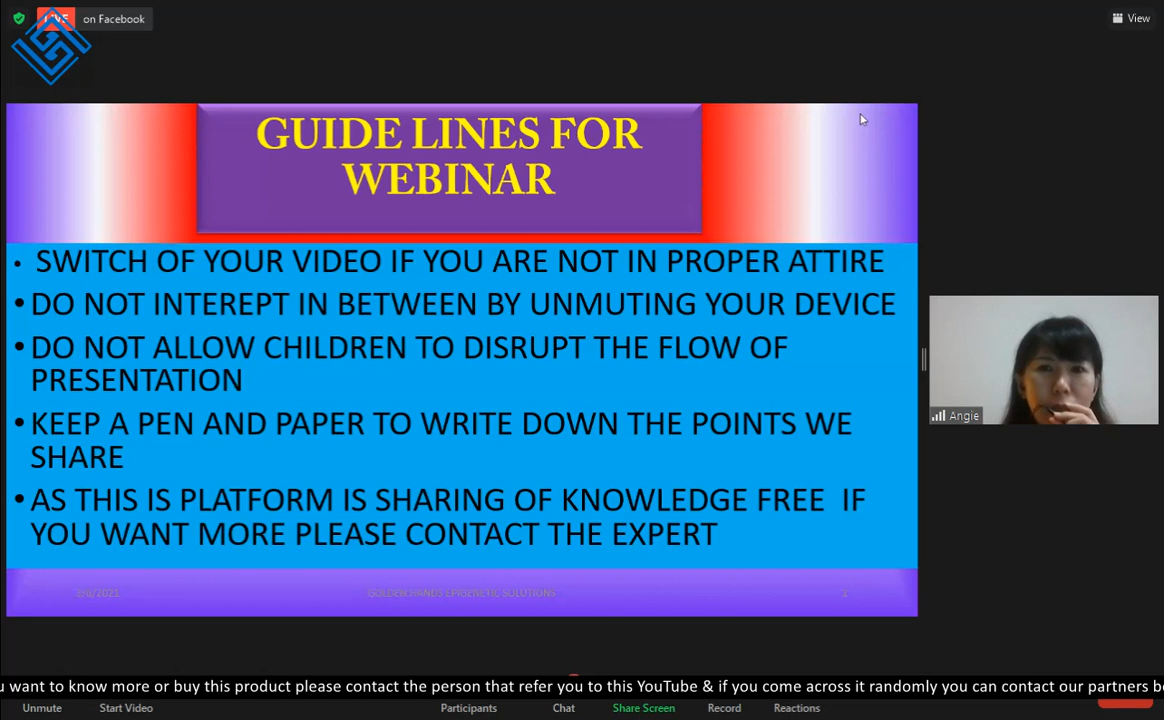 LIVE on Facebook
View
GUIDE LINES FOR
WEBINAR
• SWITCH OF YOUR VIDEO IF YOU ARE NOT IN PROPER ATTIRE
• DO NOT INTEREPT IN BETWEEN BY UNMUTING YOUR DEVICE
• DO NOT ALLOW CHILDREN TO DISRUPT THE FLOW OF
PRESENTATION
• KEEP A PEN AND PAPER TO WRITE DOWN THE POINTS WE
SHARE
• AS THIS IS PLATFORM IS SHARING OF KNOWLEDGE FREE IF
YOU WANT MORE PLEASE CONTACT THE EXPERT
Angie
GOLDEN HANDS EPIGENETIC SOLUTIONS
u want to know more or buy this product please contact the person that refer you to this YouTube & if you come across it randomly you can contact our partners be
Unmute Start Video Participants Chat Share Screen Record Reactions